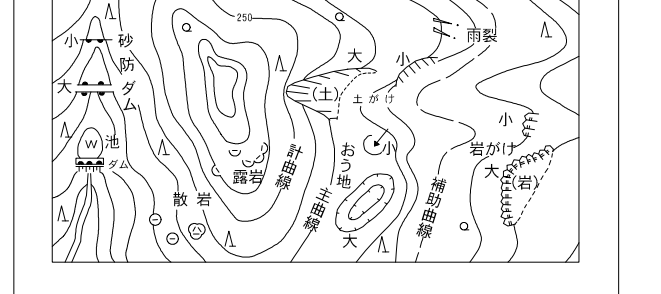 250
小 砂防ダム
大
大
小
雨裂
(土)
土がけ
小
W 池
ダム
小
岩がけ
大
(岩)
露岩
計曲線
おう地
小
大
主曲線
補助曲線
散岩